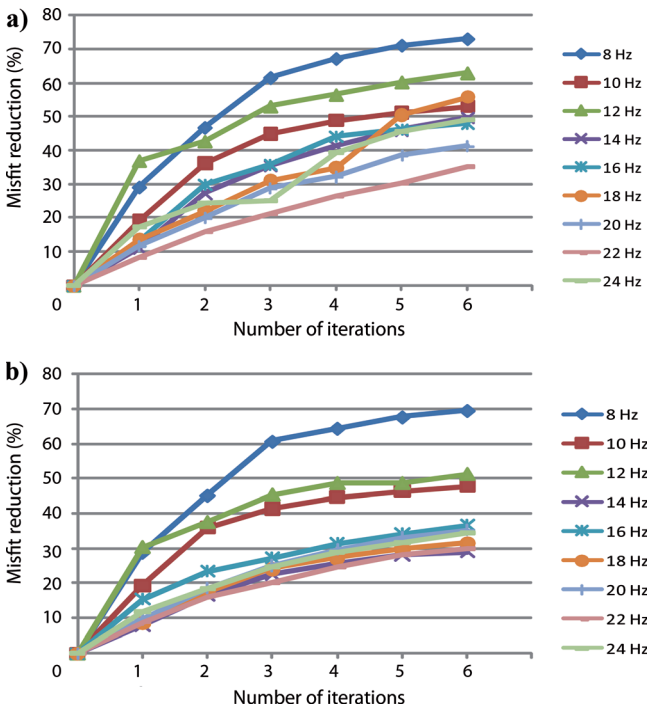 a)
Misfit reduction (%)
80
70
60
50
40
30
20
10
0
1 2 3 4 5 6
Number of iterations
8 Hz
10 Hz
12 Hz
14 Hz
16 Hz
18 Hz
20 Hz
22 Hz
24 Hz
b)
Misfit reduction (%)
80
70
60
50
40
30
20
10
0
1 2 3 4 5 6
Number of iterations
8 Hz
10 Hz
12 Hz
14 Hz
16 Hz
18 Hz
20 Hz
22 Hz
24 Hz